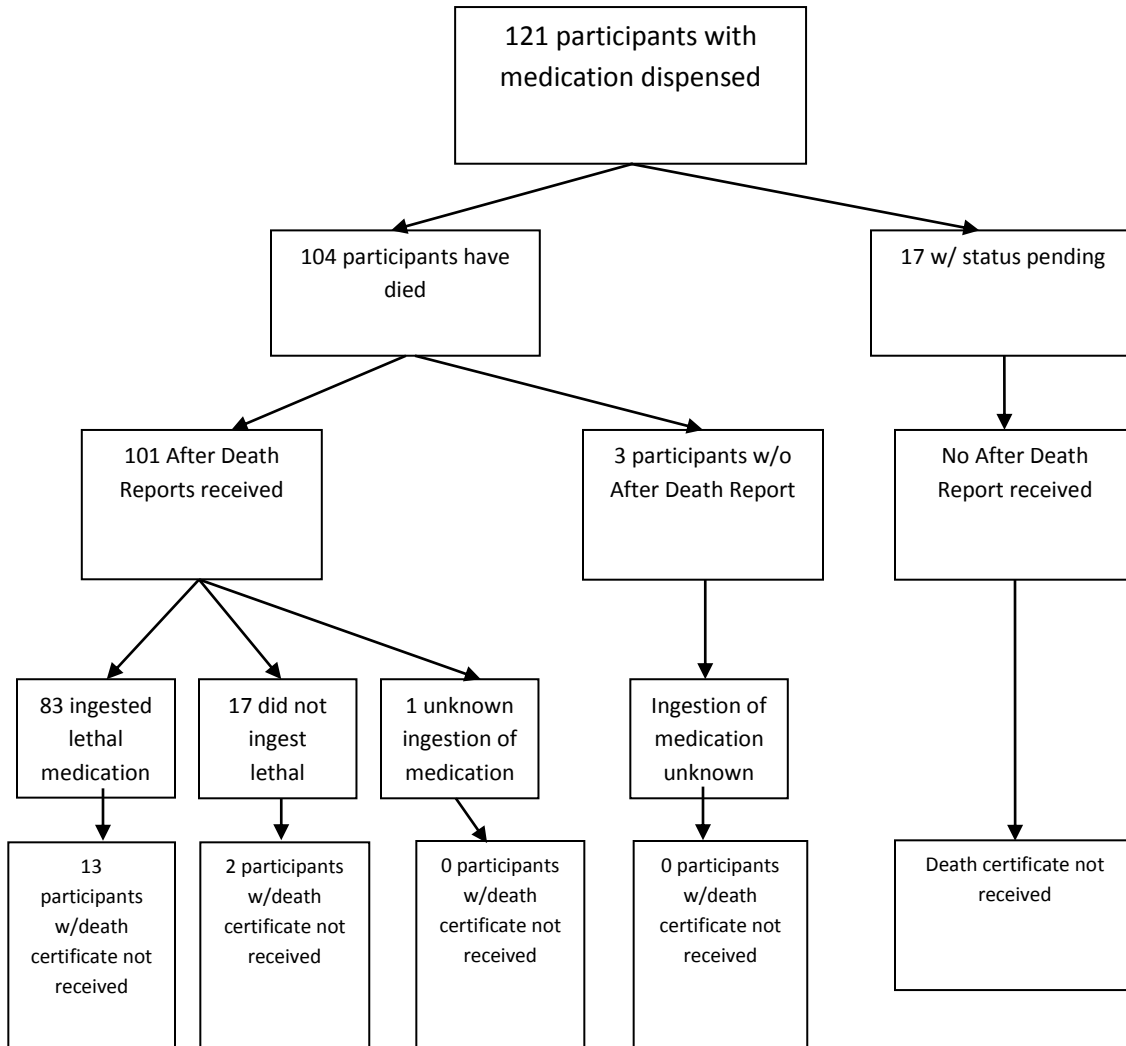 121 participants with
medication dispensed
104 participants have
died
17 w/ status pending
101 After Death
Reports received
3 participants w/o
After Death Report
No After Death
Report received
83 ingested
lethal
medication
17 did not
ingest
lethal
1 unknown
ingestion of
medication
Ingestion of
medication
unknown
13
participants
w/death
certificate not
received
2 participants
w/death
certificate not
received
0 participants
w/death
certificate not
received
0 participants
w/death
certificate not
received
Death certificate not
received